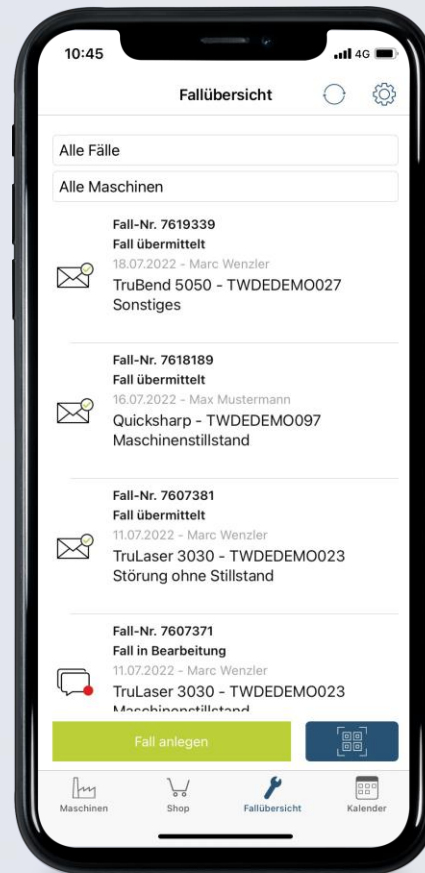 10:45
4G
Fallübersicht
Alle Fälle
Alle Maschinen
Fall-Nr. 7619339
Fall übermittelt
18.07.2022 - Marc Wenzler
TruBend 5050 - TWDEDEMO027
Sonstiges
Fall-Nr. 7618189
Fall übermittelt
16.07.2022 - Max Mustermann
Quicksharp - TWDEDEMO097
Maschinenstillstand
Fall-Nr. 7607381
Fall übermittelt
11.07.2022 - Marc Wenzler
TruLaser 3030 - TWDEDEMO023
Störung ohne Stillstand
Fall-Nr. 7607371
Fall in Bearbeitung
11.07.2022 - Marc Wenzler
TruLaser 3030 - TWDEDEMO023
Maschinenstillstand
Fall anlegen
Maschinen
Shop
Fallübersicht
Kalender